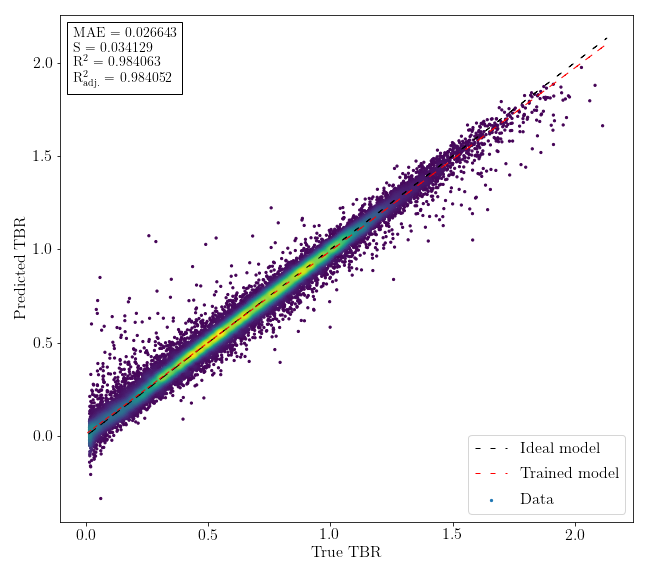 MAE = 0.026643
S = 0.034129
R² = 0.984063
R²adj. = 0.984052
2.0
1.5
1.0
0.5
0.0
Predicted TBR
Ideal model
Trained model
Data
0.0 0.5 1.0 1.5 2.0
True TBR